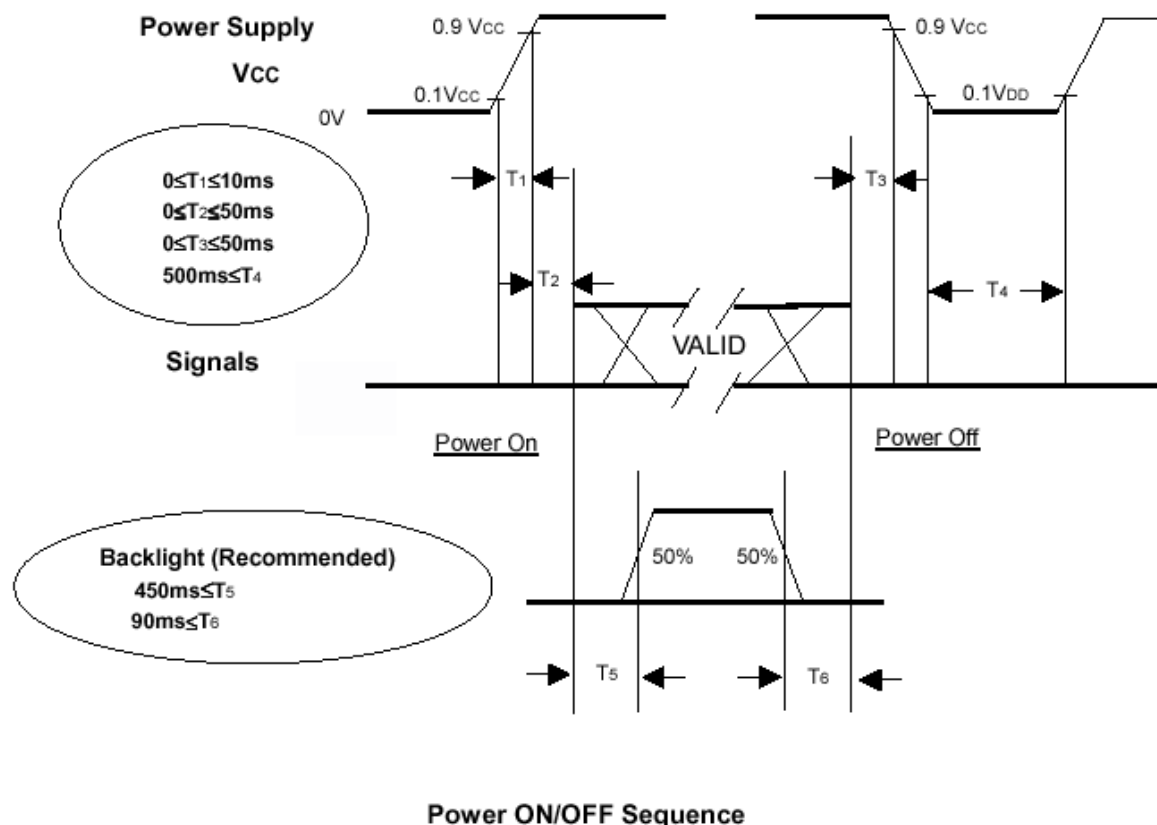 Power Supply
Vcc
0.9 Vcc
0.1Vcc
0V
0.9 Vcc
0.1VDD
0≤T1≤10ms
0≤T2≤50ms
0≤T3≤50ms
500ms≤T4
T1
T2
T3
T4
VALID
Signals
Power On
Power Off
Backlight (Recommended)
450ms≤T5
90ms≤T6
50%
50%
T5
T6
Power ON/OFF Sequence